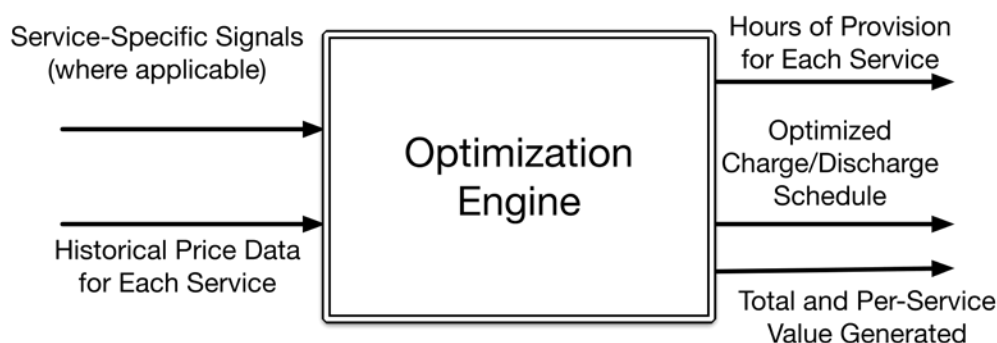 Service-Specific Signals
(where applicable)
Historical Price Data
for Each Service
Optimization
Engine
Hours of Provision
for Each Service
Optimized
Charge/Discharge
Schedule
Total and Per-Service
Value Generated